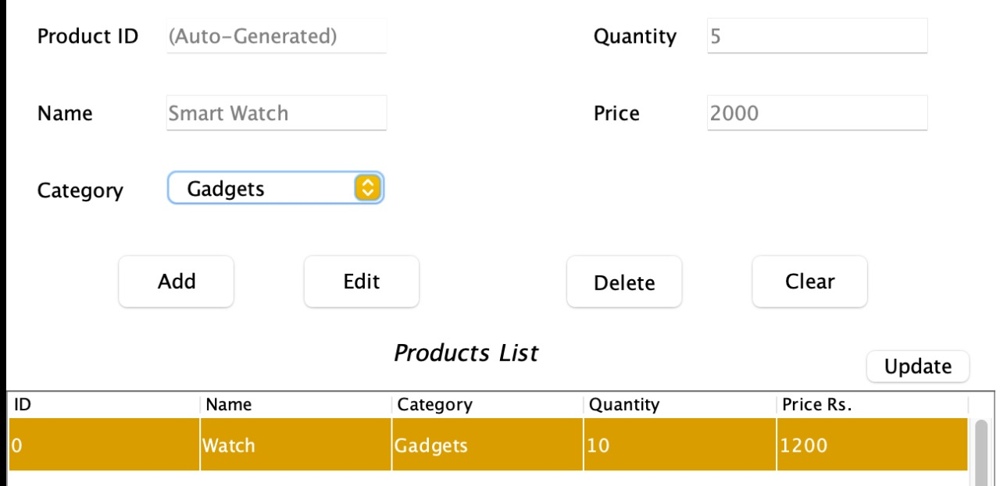 Product ID (Auto-Generated) Quantity 5
Name Smart Watch Price 2000
Category Gadgets
Add Edit Delete Clear
Products List
Update
ID Name Category Quantity Price Rs.
0 Watch Gadgets 10 1200